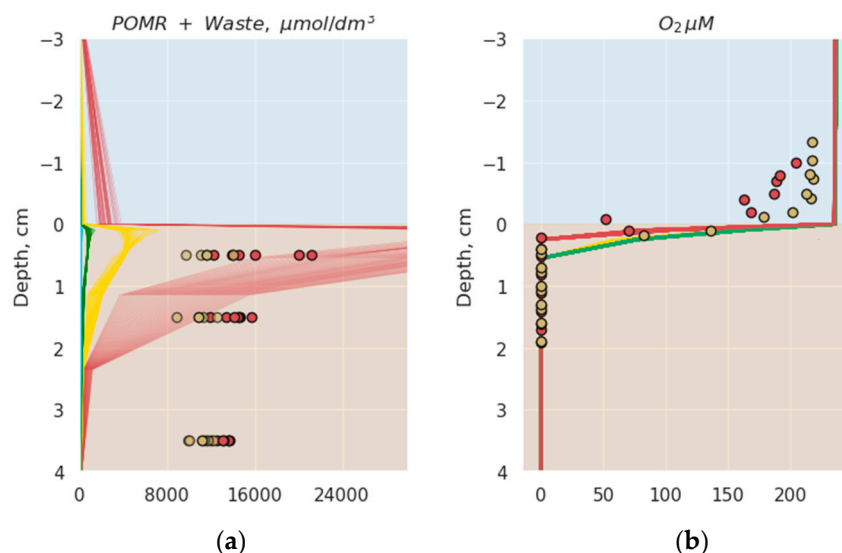 POMR + Waste, μmol/dm³
O₂ μM
−3
−2
−1
0
1
2
3
4
Depth, cm
0 8000 16000 24000
−3
−2
−1
0
1
2
3
4
Depth, cm
0 50 100 150 200
(a)
(b)